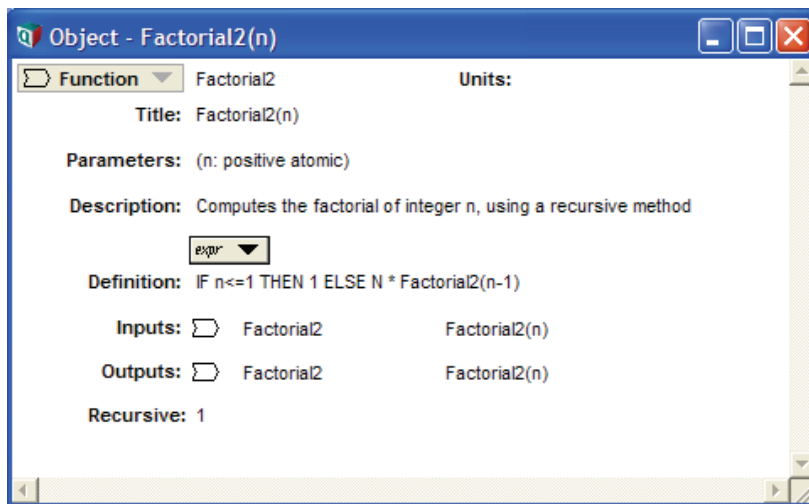 Object - Factorial2(n)
Function Factorial2 Units:
Title: Factorial2(n)
Parameters: (n: positive atomic)
Description: Computes the factorial of integer n, using a recursive method
expr
Definition: IF n<=1 THEN 1 ELSE N * Factorial2(n-1)
Inputs: Factorial2 Factorial2(n)
Outputs: Factorial2 Factorial2(n)
Recursive: 1